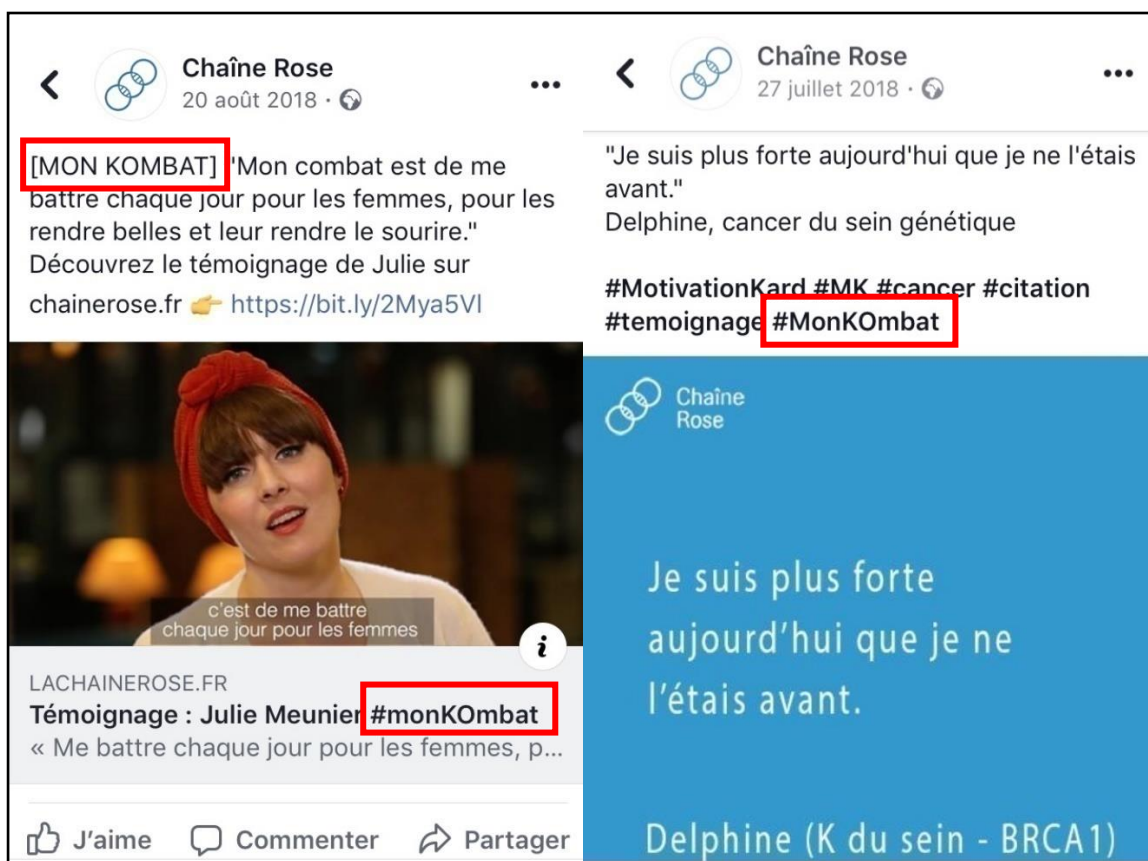 Chaîne Rose
20 août 2018
[MON KOMBAT] "Mon combat est de me
battre chaque jour pour les femmes, pour les
rendre belles et leur rendre le sourire."
Découvrez le témoignage de Julie sur
chainerose.fr 👉 https://bit.ly/2Mya5VI
c'est de me battre
chaque jour pour les femmes
i
LACHAINEROSE.FR
Témoignage : Julie Meunier #monKOmbat
« Me battre chaque jour pour les femmes, p...
J'aime Commenter Partager
Chaîne Rose
27 juillet 2018
"Je suis plus forte aujourd'hui que je ne l'étais
avant."
Delphine, cancer du sein génétique
#MotivationKard #MK #cancer #citation
#temoignage #MonKOmbat
Chaîne
Rose
Je suis plus forte
aujourd'hui que je ne
l'étais avant.
Delphine (K du sein - BRCA1)